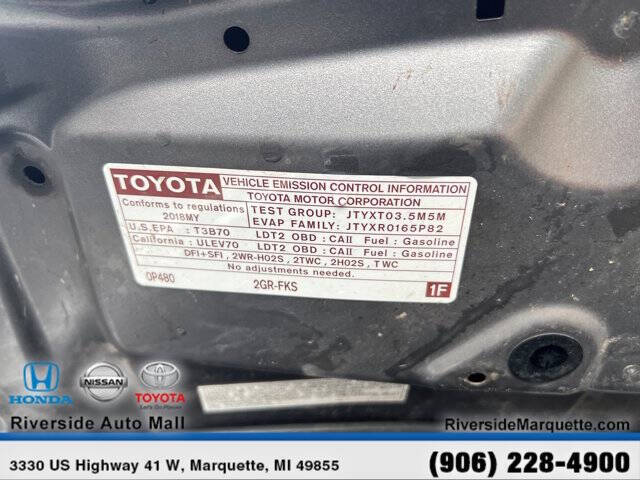 TOYOTA VEHICLE EMISSION CONTROL INFORMATION
Conforms to regulations TOYOTA MOTOR CORPORATION
2018MY TEST GROUP: JTYXT03.5M5M
EVAP FAMILY: JTYXR0165P82
U.S.EPA : T3B70 LDT2 OBD : CAII Fuel : Gasoline
California : ULEV70 LDT2 OBD : CAII Fuel : Gasoline
DFI+SFI , 2WR-HO2S , 2TWC , 2HO2S , TWC
No adjustments needed.
0P480 2GR-FKS 1F
HONDA NISSAN TOYOTA
Let's Go Places
Riverside Auto Mall RiversideMarquette.com
3330 US Highway 41 W, Marquette, MI 49855 (906) 228-4900